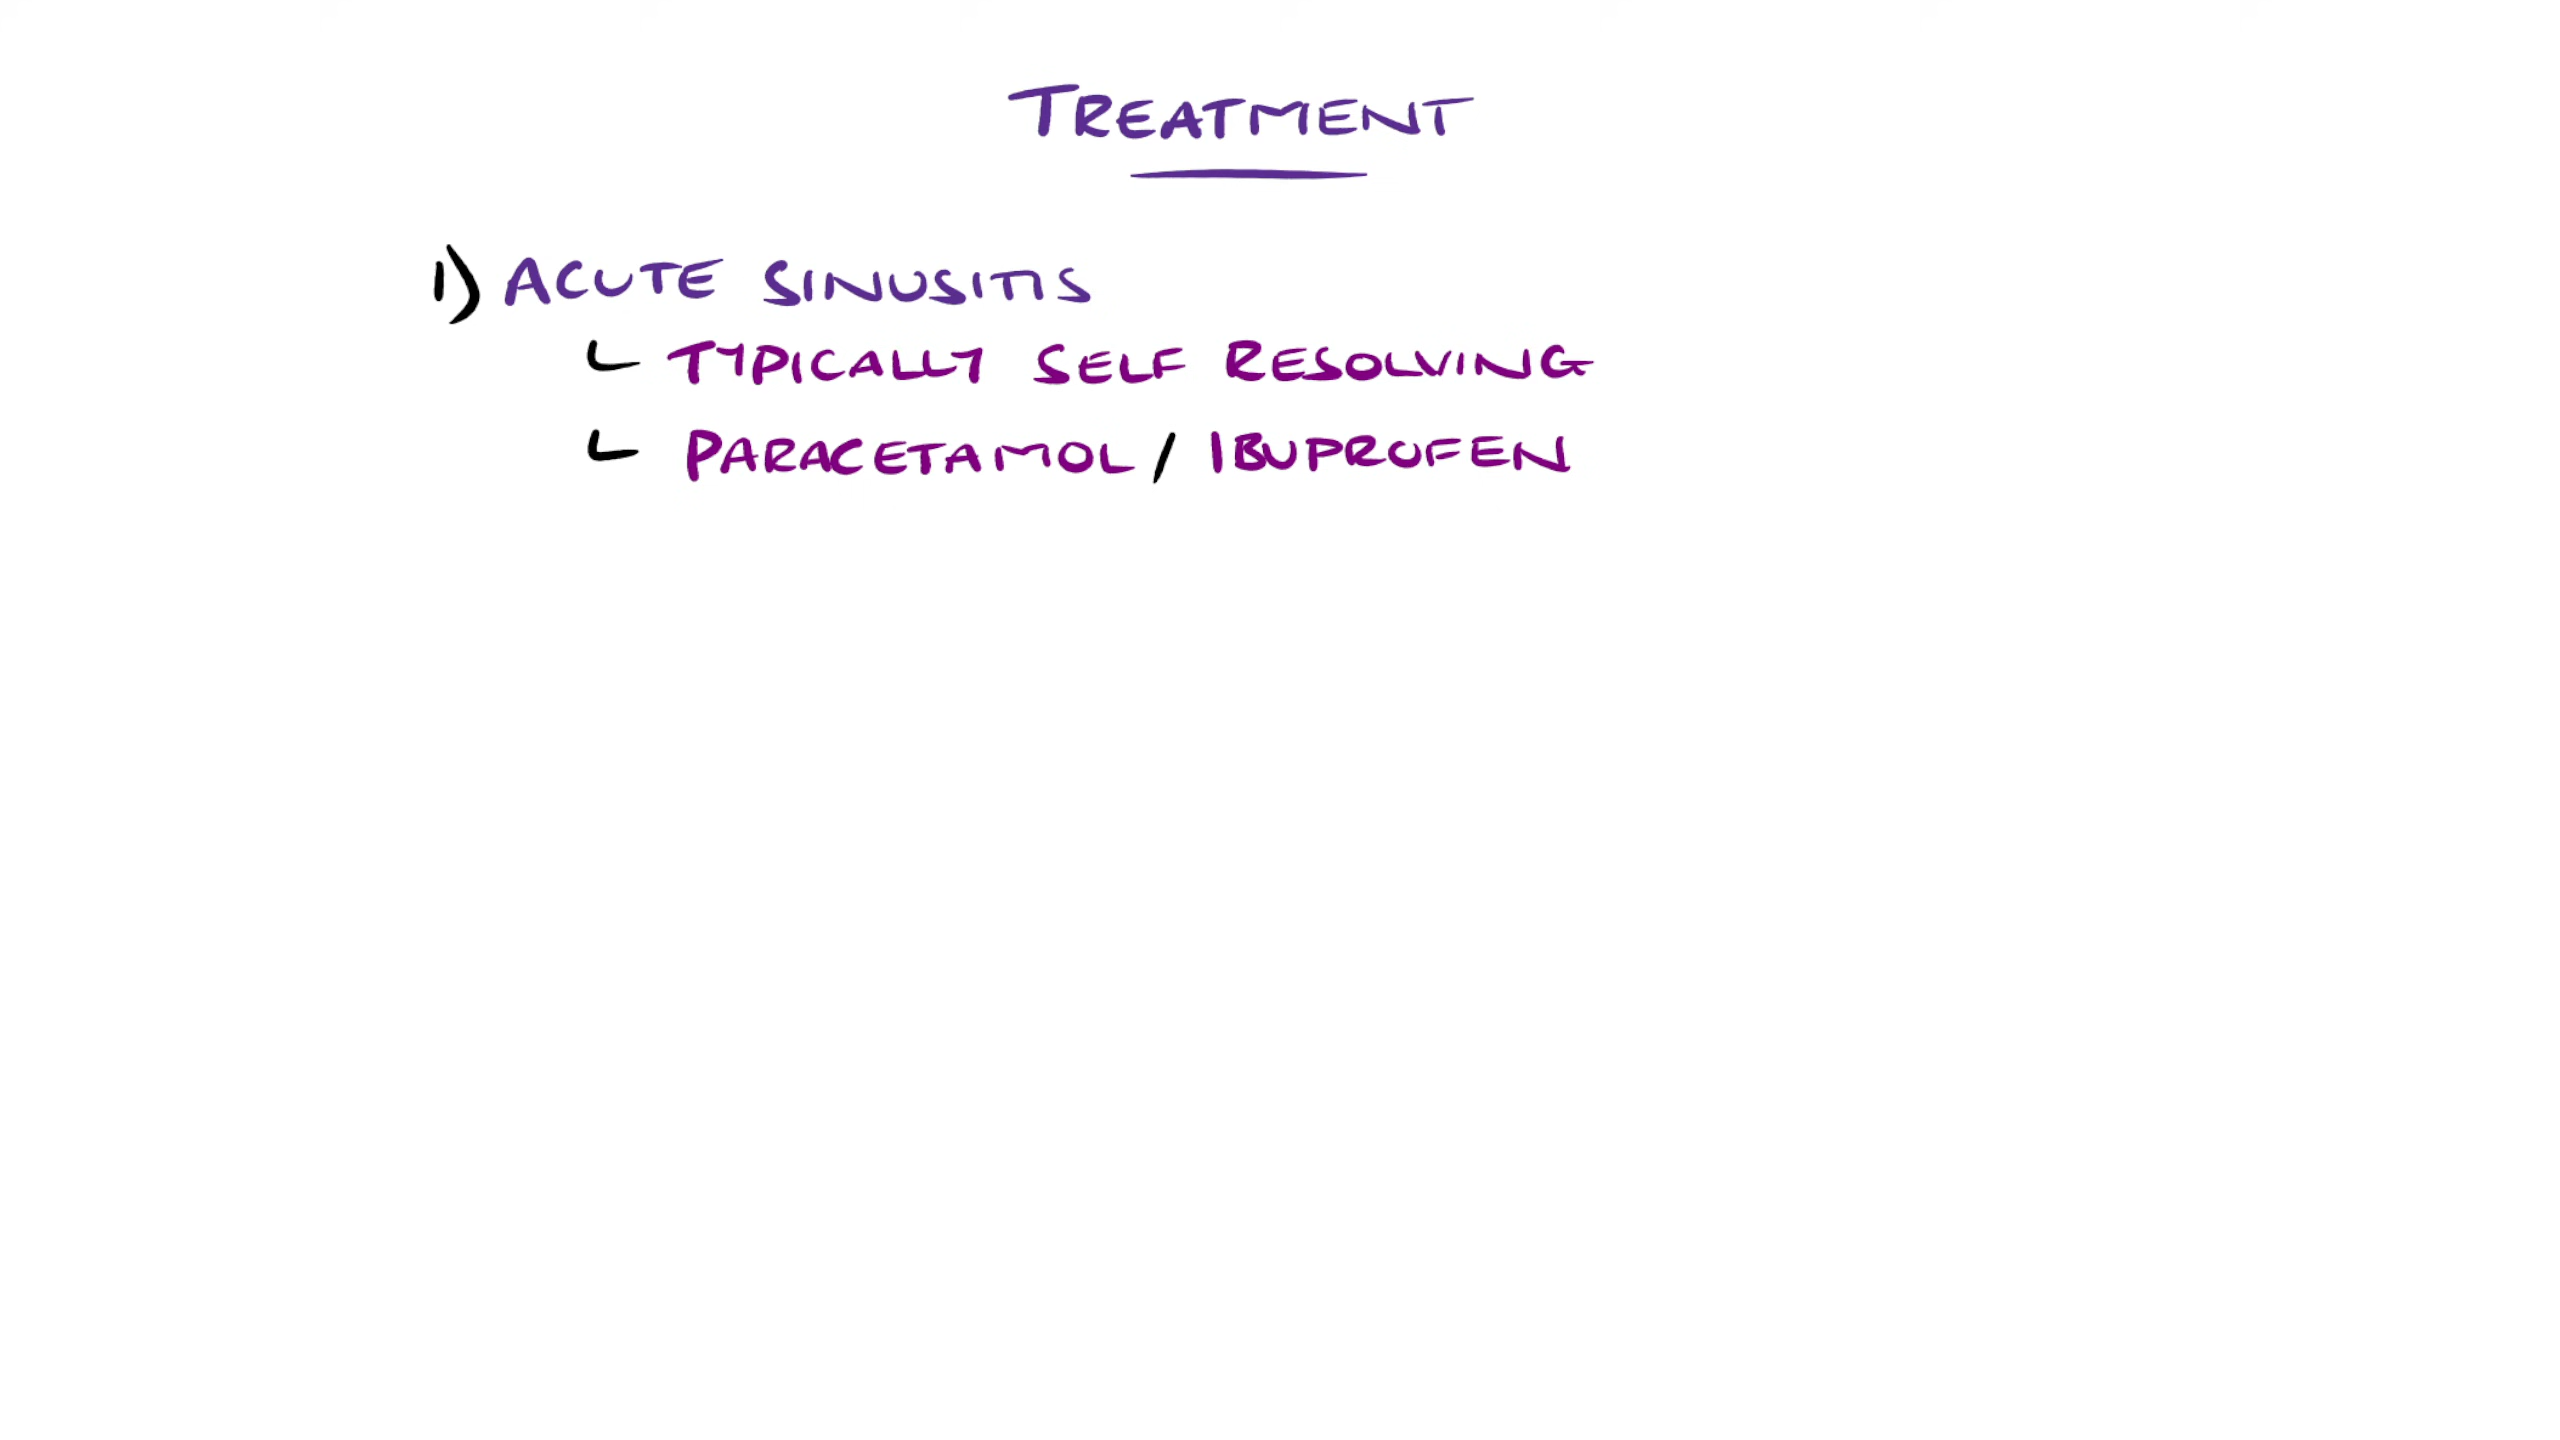 TREATMENT
1) ACUTE SINUSITIS
TYPICALLY SELF RESOLVING
PARACETAMOL / IBUPROFEN